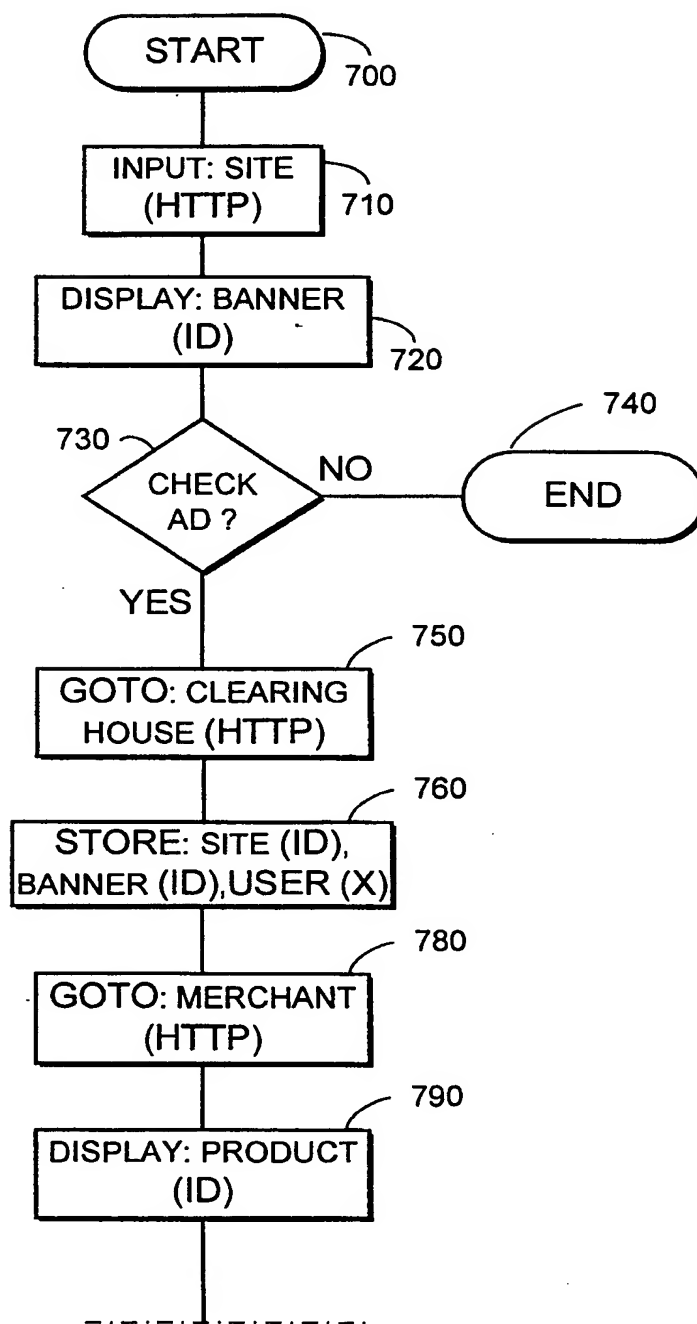 START
700
INPUT: SITE
(HTTP)
710
DISPLAY: BANNER
(ID)
720
730
CHECK
AD ?
NO
740
END
YES
750
GOTO: CLEARING
HOUSE (HTTP)
760
STORE: SITE (ID),
BANNER (ID),USER (X)
780
GOTO: MERCHANT
(HTTP)
790
DISPLAY: PRODUCT
(ID)